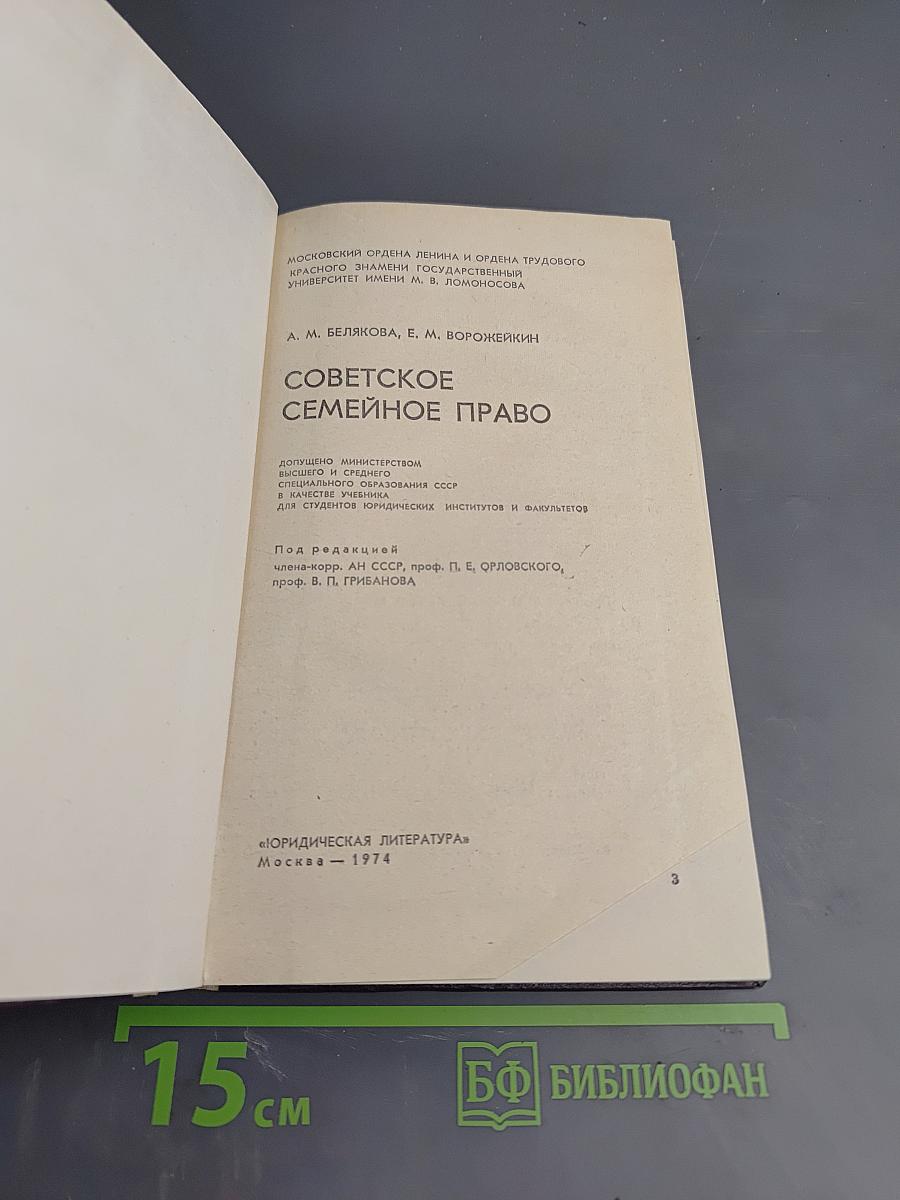 МОСКОВСКИЙ ОРДЕНА ЛЕНИНА И ОРДЕНА ТРУДОВОГО
КРАСНОГО ЗНАМЕНИ ГОСУДАРСТВЕННЫЙ
УНИВЕРСИТЕТ ИМЕНИ М. В. ЛОМОНОСОВА
А. М. БЕЛЯКОВА, Е. М. ВОРОЖЕЙКИН
СОВЕТСКОЕ
СЕМЕЙНОЕ ПРАВО
ДОПУЩЕНО МИНИСТЕРСТВОМ
ВЫСШЕГО И СРЕДНЕГО
СПЕЦИАЛЬНОГО ОБРАЗОВАНИЯ СССР
В КАЧЕСТВЕ УЧЕБНИКА
ДЛЯ СТУДЕНТОВ ЮРИДИЧЕСКИХ ИНСТИТУТОВ И ФАКУЛЬТЕТОВ
Под редакцией
члена-корр. АН СССР, проф. П. Е. ОРЛОВСКОГО,
проф. В. П. ГРИБАНОВА
«ЮРИДИЧЕСКАЯ ЛИТЕРАТУРА»
Москва — 1974
3
15 см
БФ БИБЛИОФАН